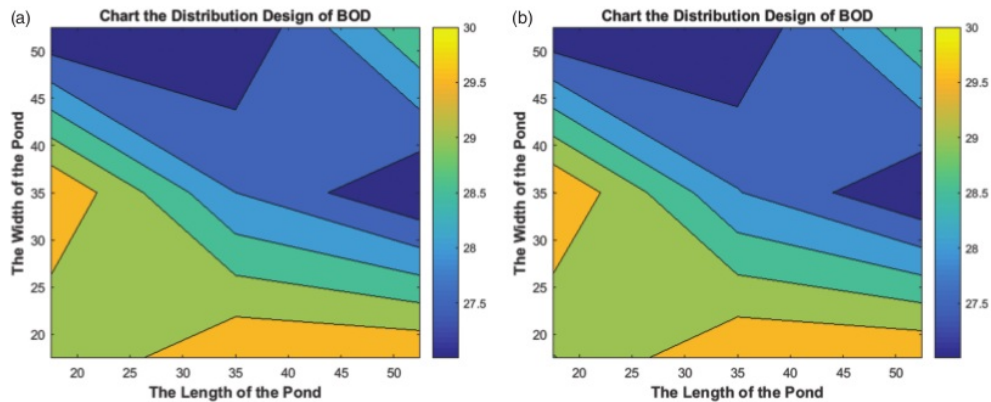 (a)
Chart the Distribution Design of BOD
The Width of the Pond
50
45
40
35
30
25
20
20 25 30 35 40 45 50
The Length of the Pond
30
29.5
29
28.5
28
27.5
(b)
Chart the Distribution Design of BOD
The Width of the Pond
50
45
40
35
30
25
20
20 25 30 35 40 45 50
The Length of the Pond
30
29.5
29
28.5
28
27.5